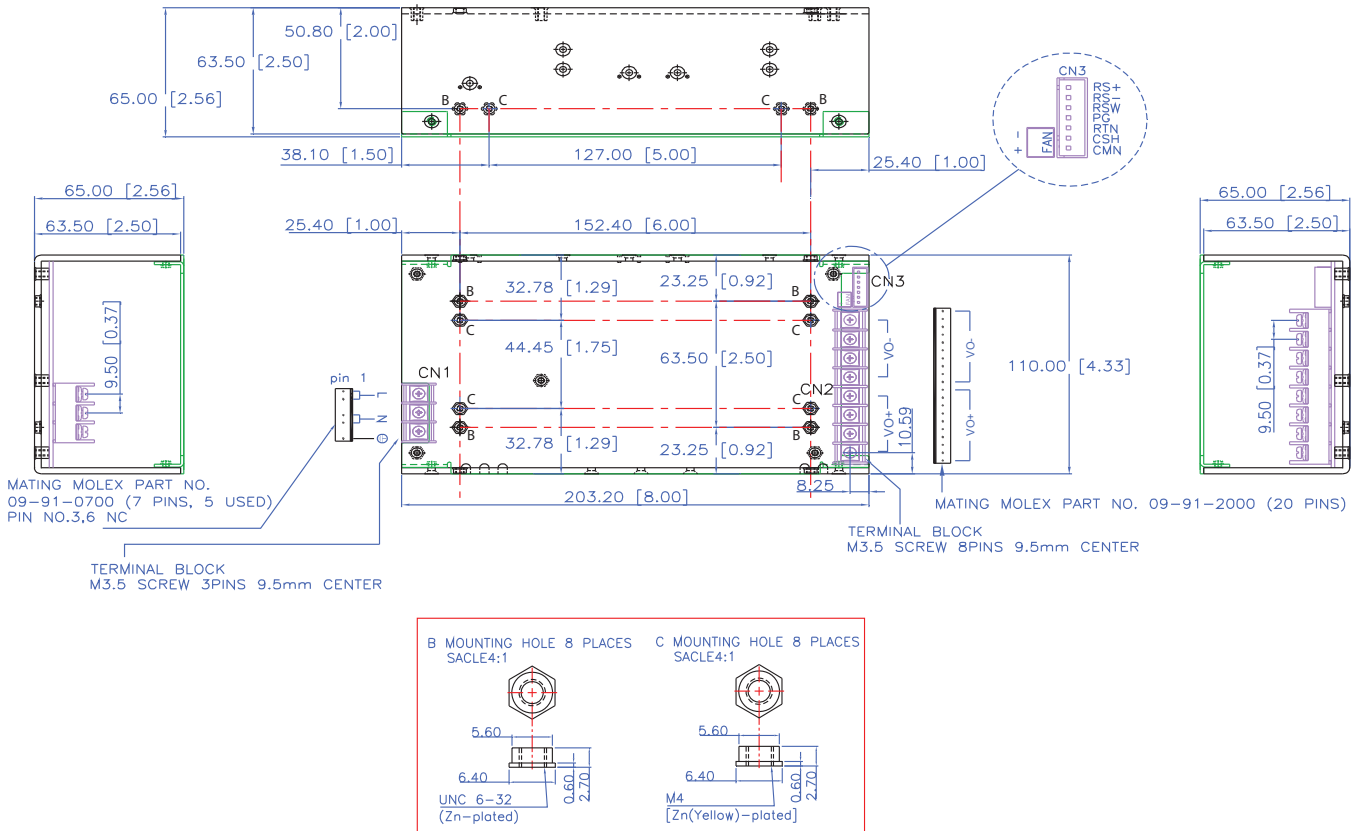 50.80 [2.00]
63.50 [2.50]
65.00 [2.56]
B
C
C
B
38.10 [1.50]
127.00 [5.00]
25.40 [1.00]
CN3
RS+
RS-
RSW
PG
RTN
CSH
CMN
- FAN +
65.00 [2.56]
63.50 [2.50]
9.50 [0.37]
25.40 [1.00]
152.40 [6.00]
32.78 [1.29]
23.25 [0.92]
B
C
B
C
44.45 [1.75]
63.50 [2.50]
C
B
C
B
32.78 [1.29]
23.25 [0.92]
CN1
CN2
CN3
FAN
VO-
VO+
10.59
8.25
203.20 [8.00]
110.00 [4.33]
VO-
VO+
65.00 [2.56]
63.50 [2.50]
9.50 [0.37]
pin 1
L
N
MATING MOLEX PART NO.
09-91-0700 (7 PINS, 5 USED)
PIN NO.3,6 NC
TERMINAL BLOCK
M3.5 SCREW 3PINS 9.5mm CENTER
MATING MOLEX PART NO. 09-91-2000 (20 PINS)
TERMINAL BLOCK
M3.5 SCREW 8PINS 9.5mm CENTER
B MOUNTING HOLE 8 PLACES
SACLE4:1
5.60
6.40
0.60
2.70
UNC 6-32
(Zn-plated)
C MOUNTING HOLE 8 PLACES
SACLE4:1
5.60
6.40
0.60
2.70
M4
[Zn(Yellow)-plated]